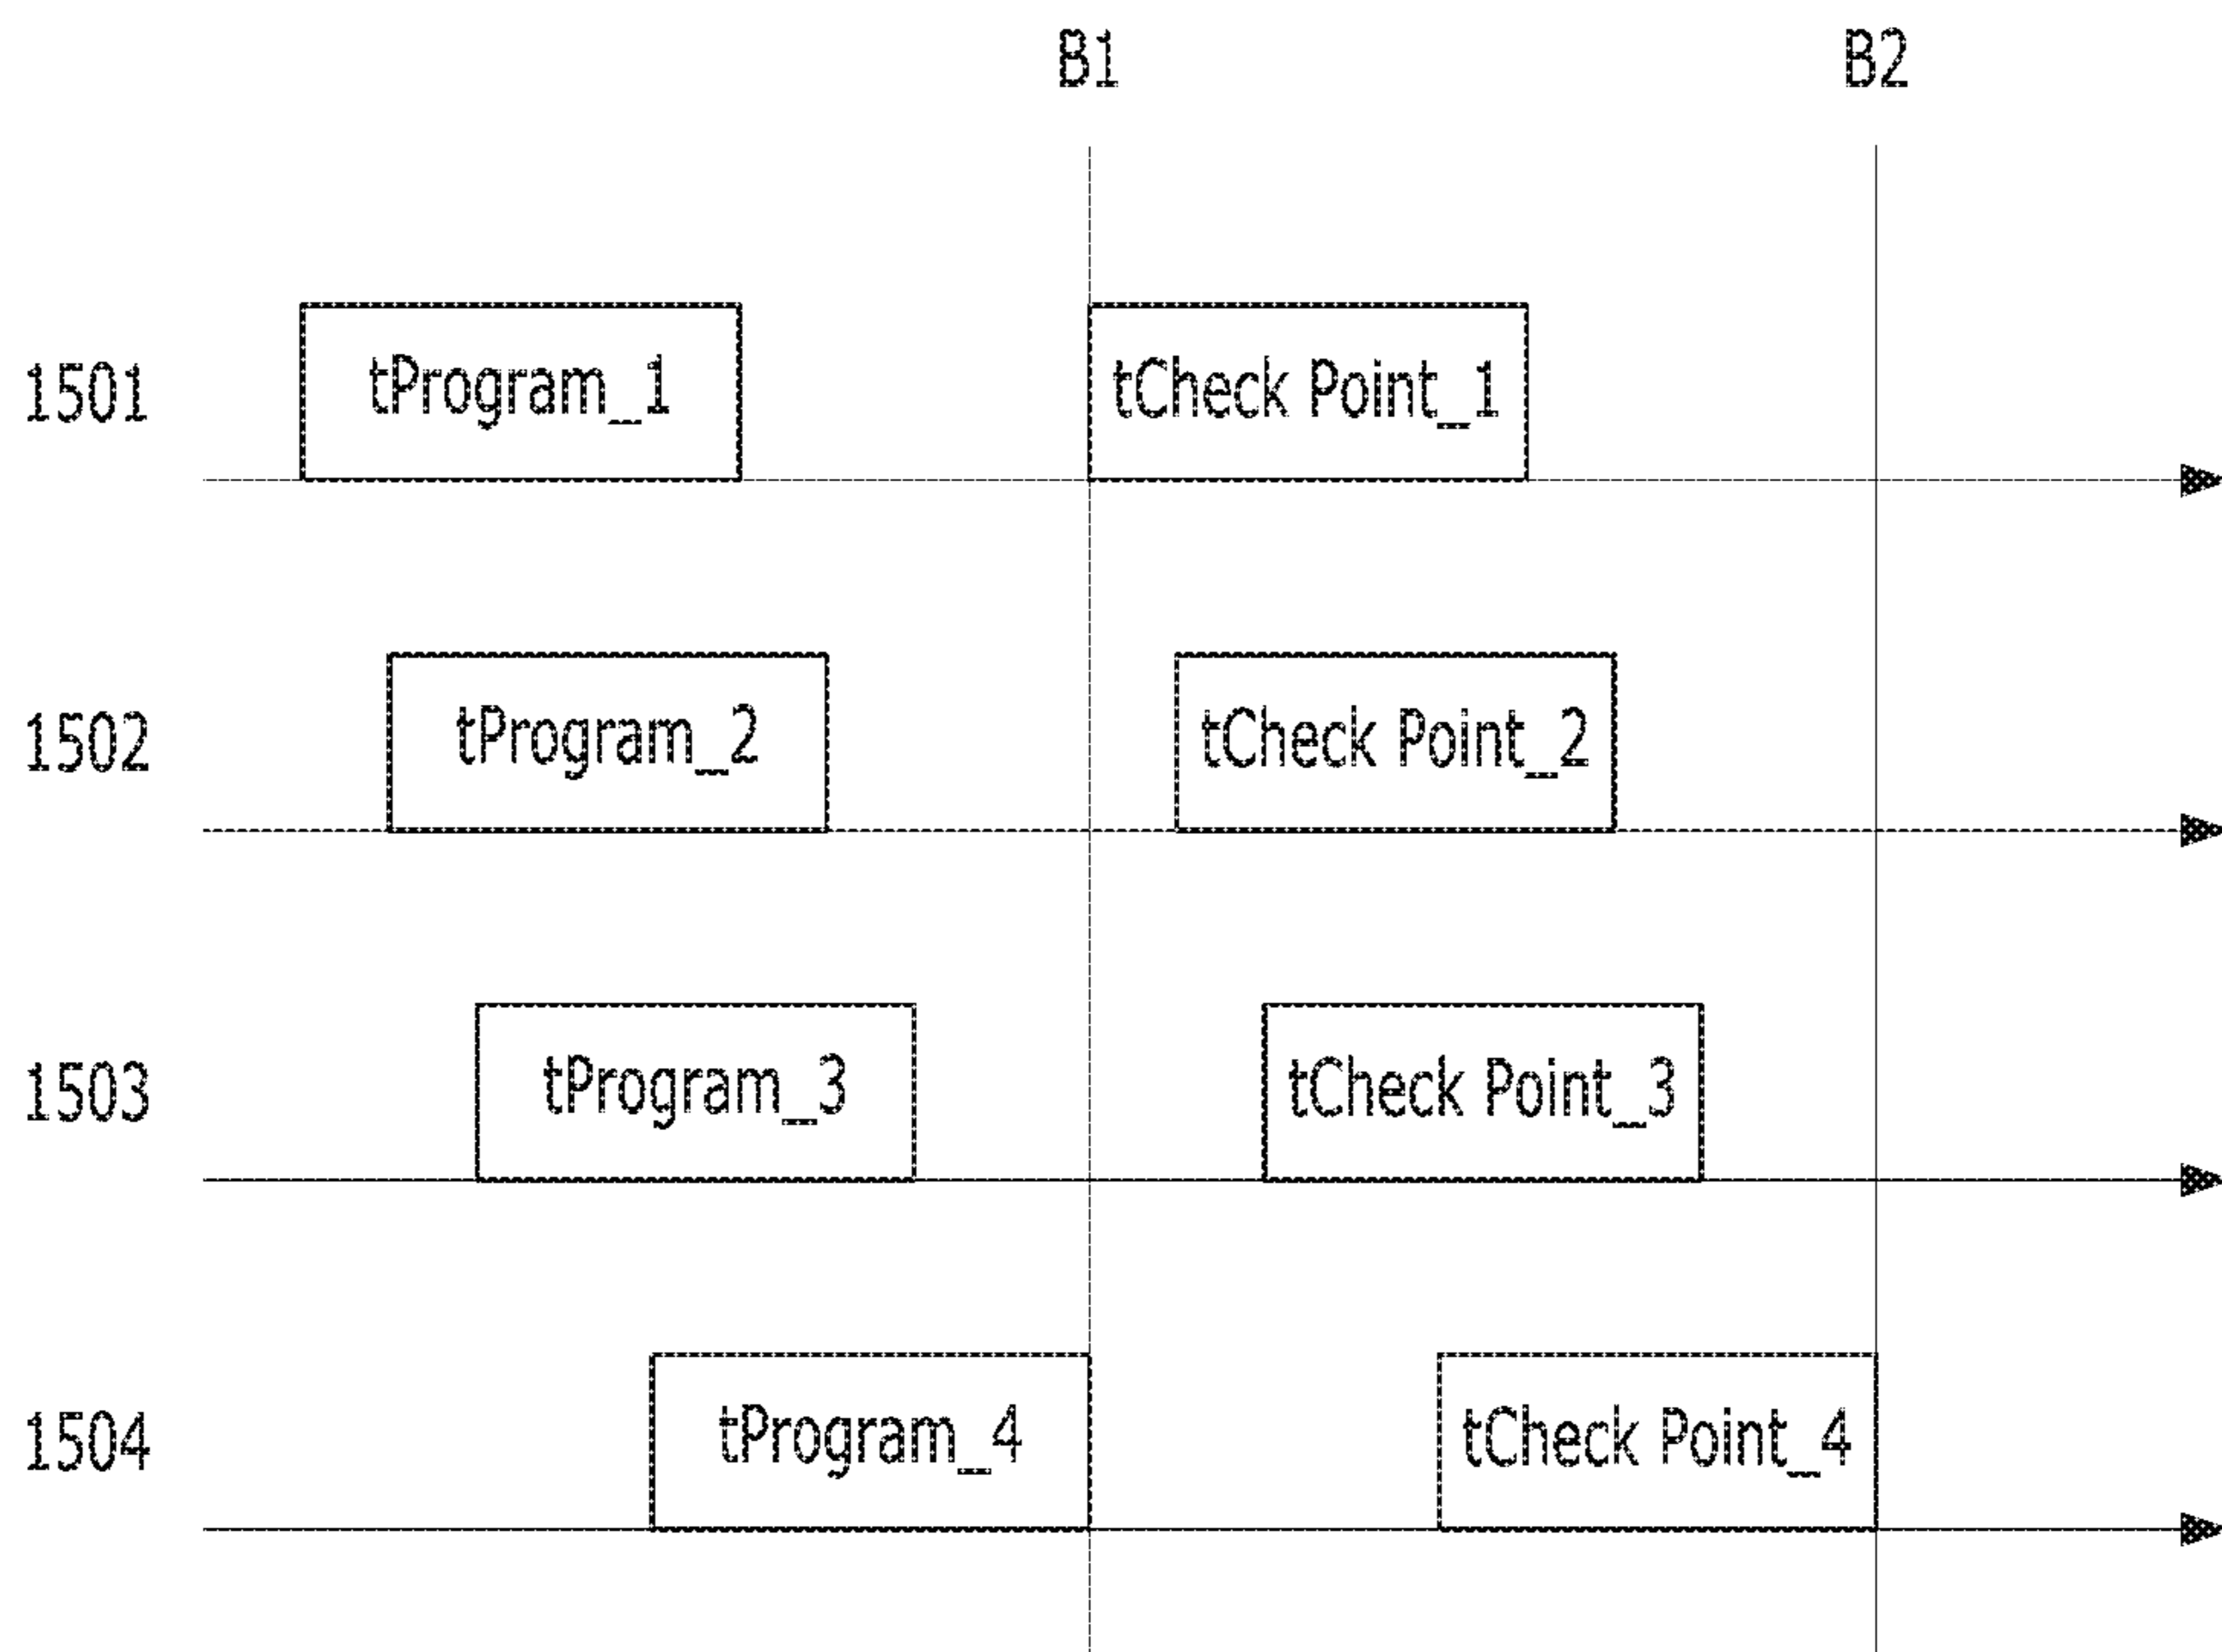 B1 B2
1501 tProgram_1 tCheck Point_1
1502 tProgram_2 tCheck Point_2
1503 tProgram_3 tCheck Point_3
1504 tProgram_4 tCheck Point_4